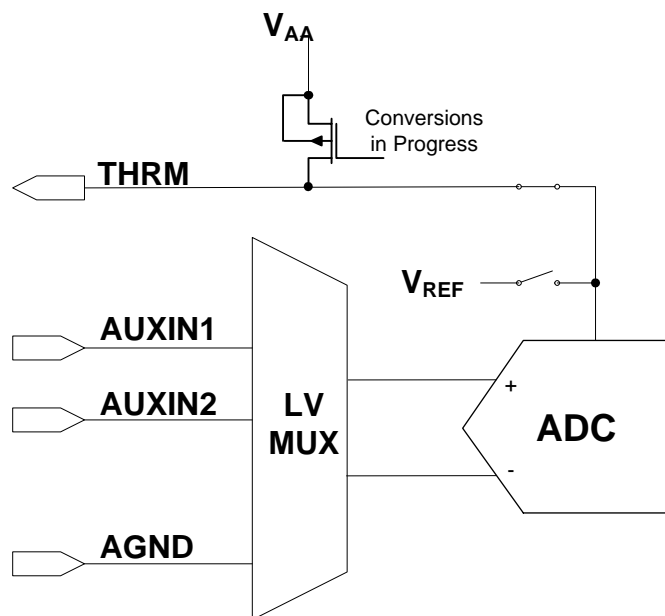 VAA
Conversions
in Progress
THRM
VREF
AUXIN1
+
AUXIN2
LV
MUX
ADC
-
AGND